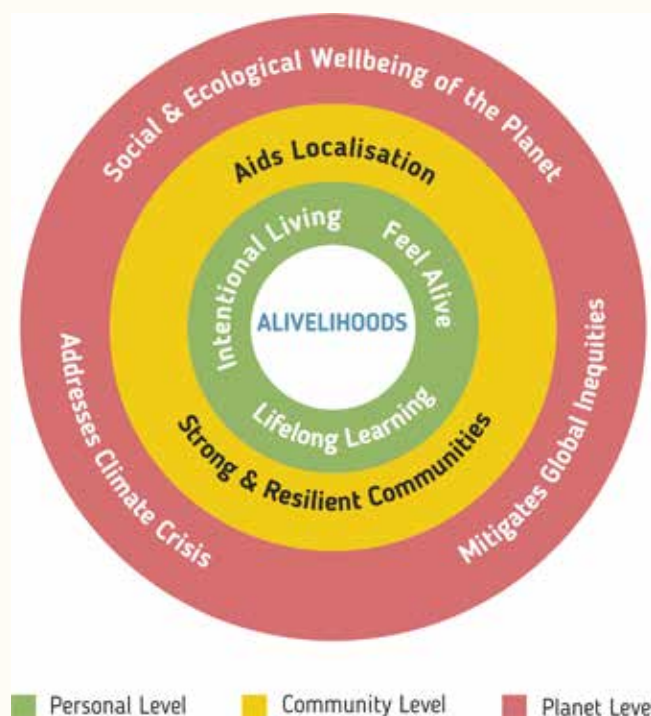 Social & Ecological Wellbeing of the Planet
Aids Localisation
Intentional Living
Feel Alive
ALIVELIHOODS
Lifelong Learning
Strong & Resilient Communities
Addresses Climate Crisis
Mitigates Global Inequities
Personal Level
Community Level
Planet Leve